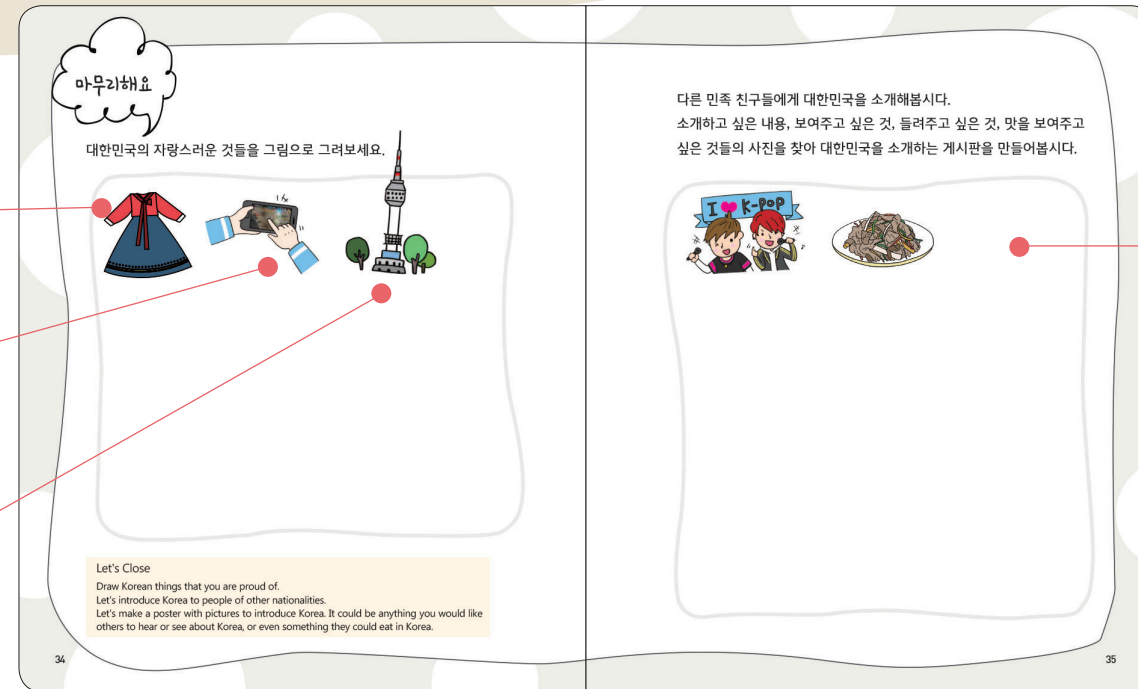 마무리해요
대한민국의 자랑스러운 것들을 그림으로 그려보세요.
Let's Close
Draw Korean things that you are proud of.
Let's introduce Korea to people of other nationalities.
Let's make a poster with pictures to introduce Korea. It could be anything you would like
others to hear or see about Korea, or even something they could eat in Korea.
34
다른 민족 친구들에게 대한민국을 소개해봅시다.
소개하고 싶은 내용, 보여주고 싶은 것, 들려주고 싶은 것, 맛을 보여주고
싶은 것들의 사진을 찾아 대한민국을 소개하는 게시판을 만들어봅시다.
I ♥ K-POP
35